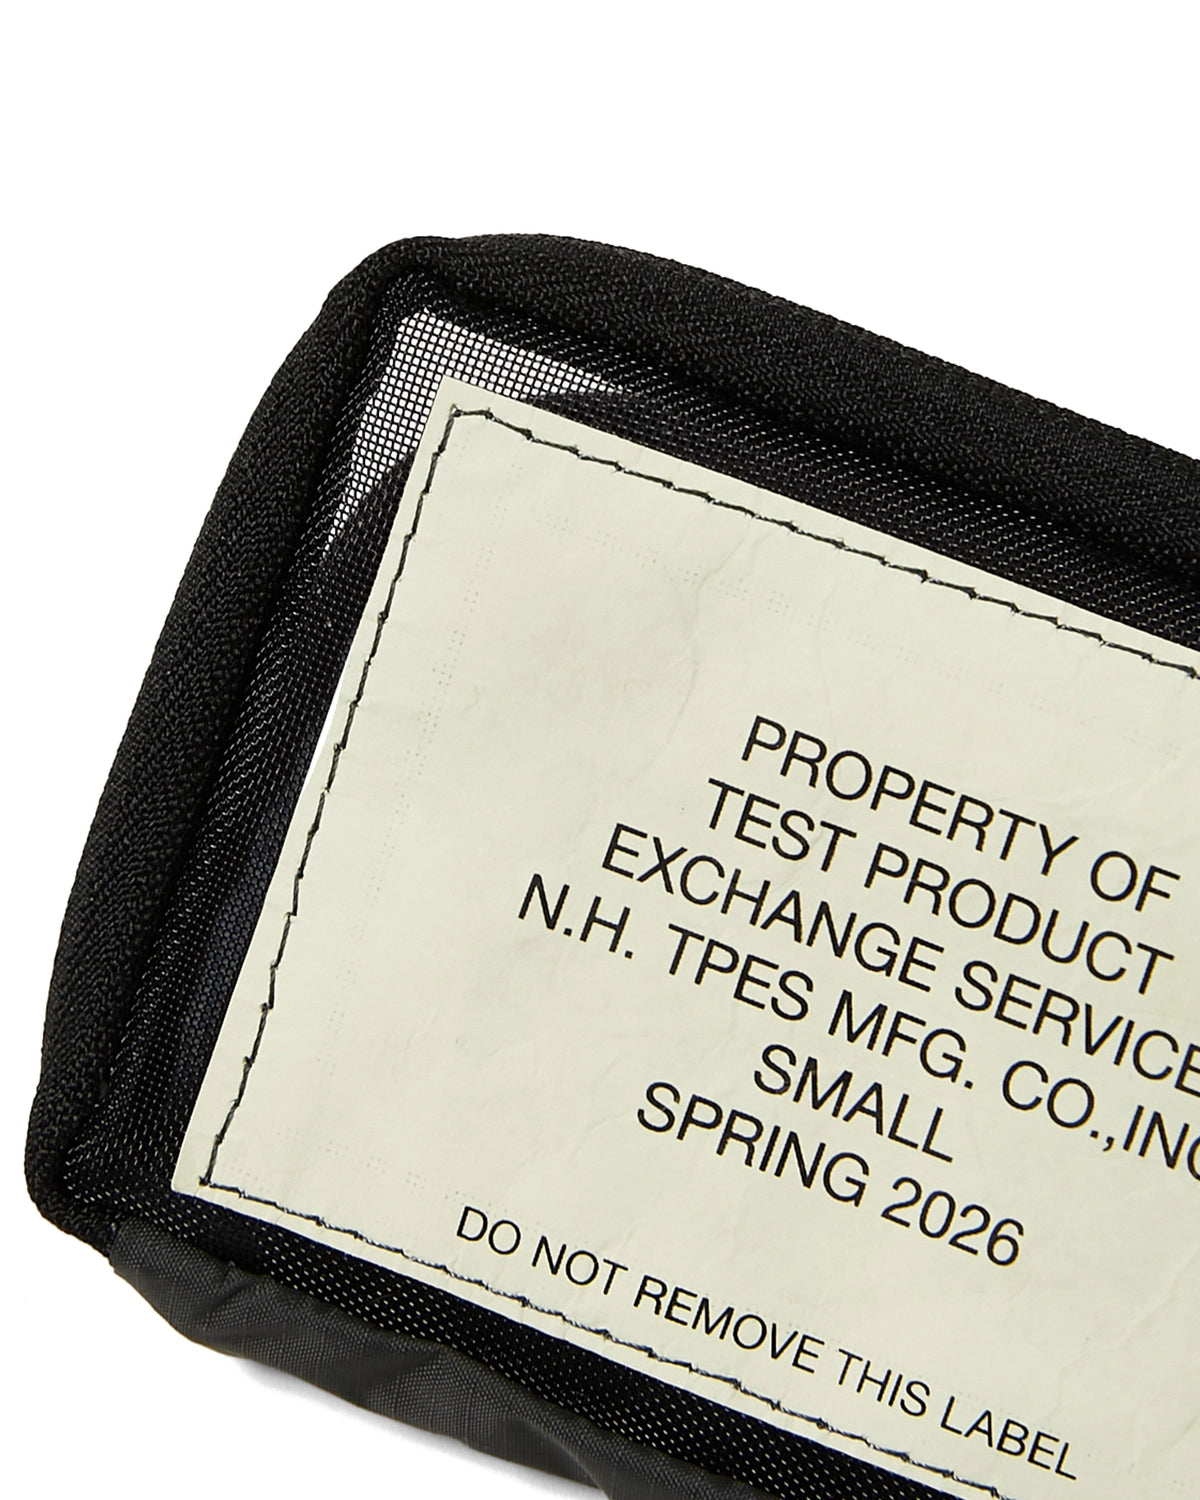 PROPERTY OF
TEST PRODUCT
EXCHANGE SERVICE
N.H. TPES MFG. CO.,INC
SMALL
SPRING 2026
DO NOT REMOVE THIS LABEL